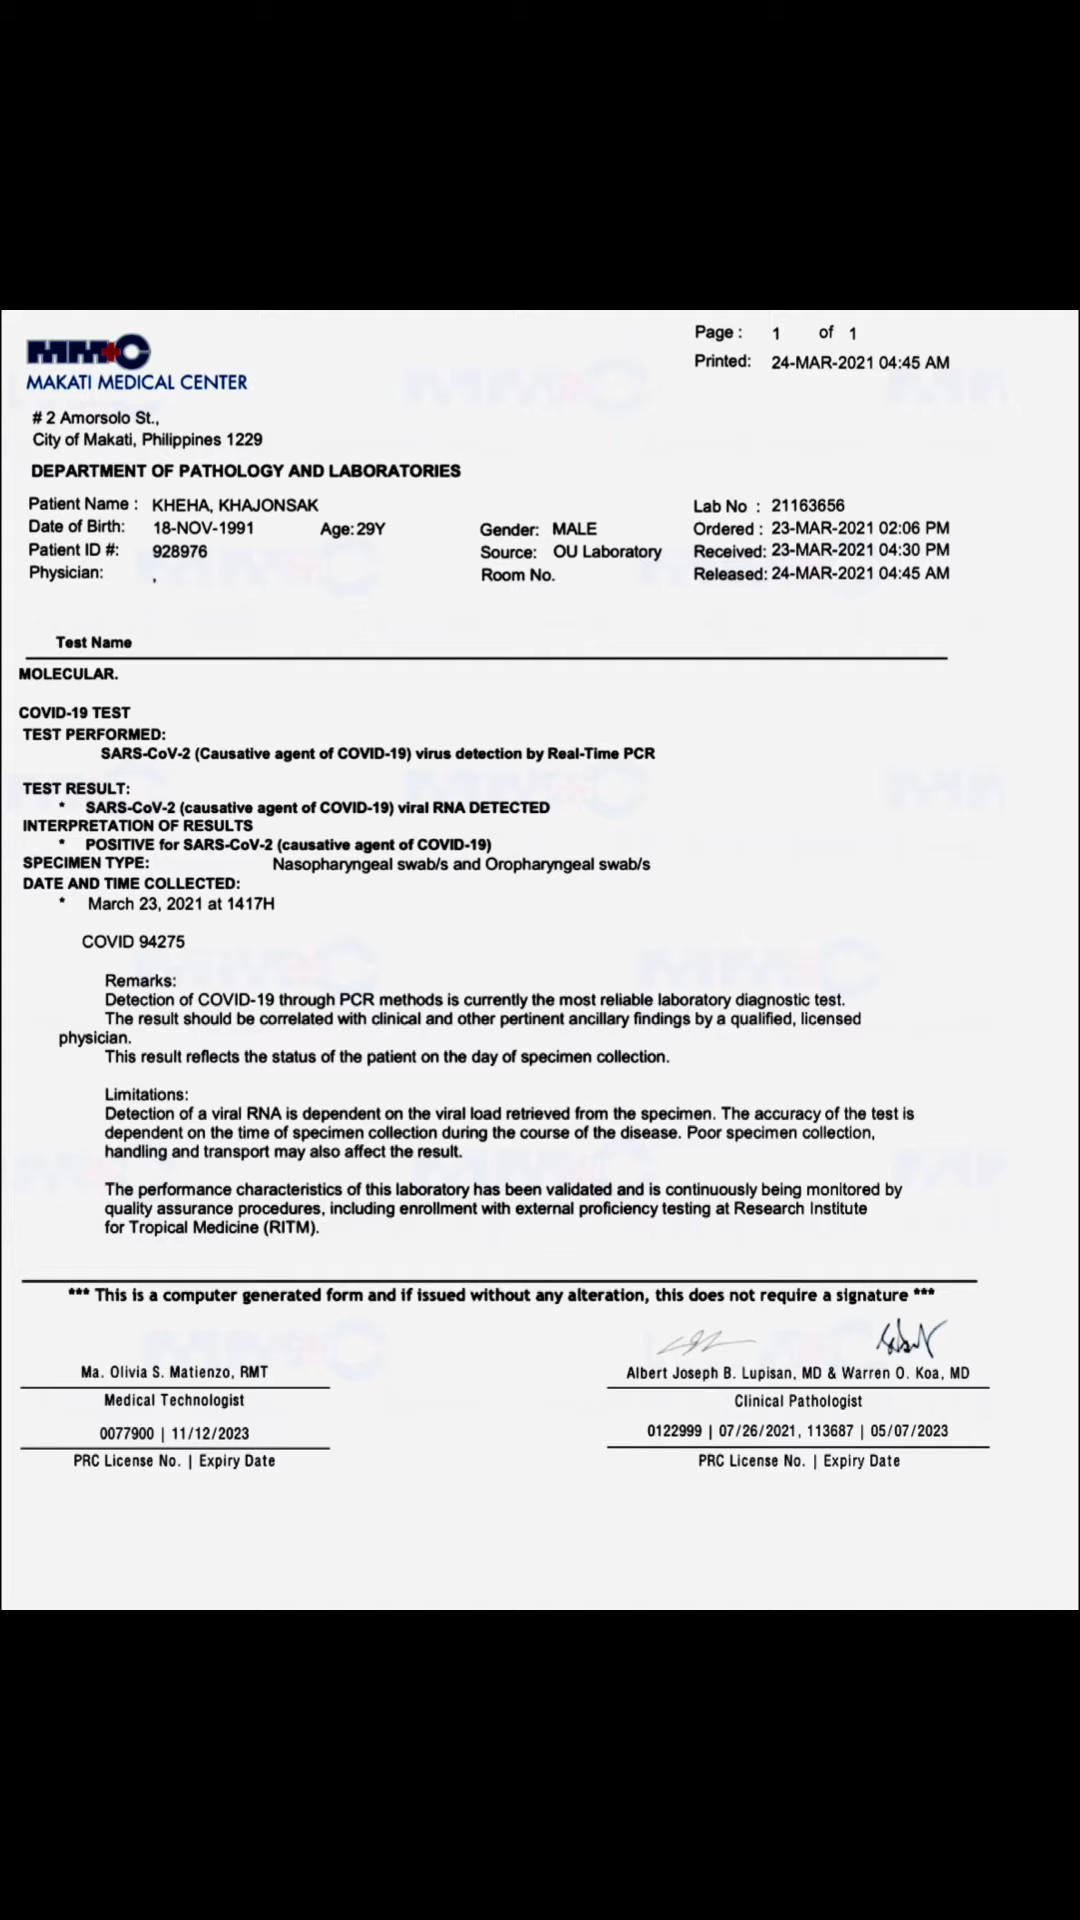 MMC
MAKATI MEDICAL CENTER
Page : 1 of 1
Printed: 24-MAR-2021 04:45 AM
# 2 Amorsolo St.,
City of Makati, Philippines 1229
DEPARTMENT OF PATHOLOGY AND LABORATORIES
Patient Name : KHEHA, KHAJONSAK Lab No : 21163656
Date of Birth: 18-NOV-1991 Age: 29Y Gender: MALE Ordered : 23-MAR-2021 02:06 PM
Patient ID #: 928976 Source: OU Laboratory Received: 23-MAR-2021 04:30 PM
Physician: , Room No. Released: 24-MAR-2021 04:45 AM
Test Name
MOLECULAR.
COVID-19 TEST
TEST PERFORMED:
SARS-CoV-2 (Causative agent of COVID-19) virus detection by Real-Time PCR
TEST RESULT:
* SARS-CoV-2 (causative agent of COVID-19) viral RNA DETECTED
INTERPRETATION OF RESULTS
* POSITIVE for SARS-CoV-2 (causative agent of COVID-19)
SPECIMEN TYPE: Nasopharyngeal swab/s and Oropharyngeal swab/s
DATE AND TIME COLLECTED:
* March 23, 2021 at 1417H
COVID 94275
Remarks:
Detection of COVID-19 through PCR methods is currently the most reliable laboratory diagnostic test.
The result should be correlated with clinical and other pertinent ancillary findings by a qualified, licensed
physician.
This result reflects the status of the patient on the day of specimen collection.
Limitations:
Detection of a viral RNA is dependent on the viral load retrieved from the specimen. The accuracy of the test is
dependent on the time of specimen collection during the course of the disease. Poor specimen collection,
handling and transport may also affect the result.
The performance characteristics of this laboratory has been validated and is continuously being monitored by
quality assurance procedures, including enrollment with external proficiency testing at Research Institute
for Tropical Medicine (RITM).
*** This is a computer generated form and if issued without any alteration, this does not require a signature ***
Ma. Olivia S. Matienzo, RMT Albert Joseph B. Lupisan, MD & Warren O. Koa, MD
Medical Technologist Clinical Pathologist
0077900 | 11/12/2023 0122999 | 07/26/2021, 113687 | 05/07/2023
PRC License No. | Expiry Date PRC License No. | Expiry Date